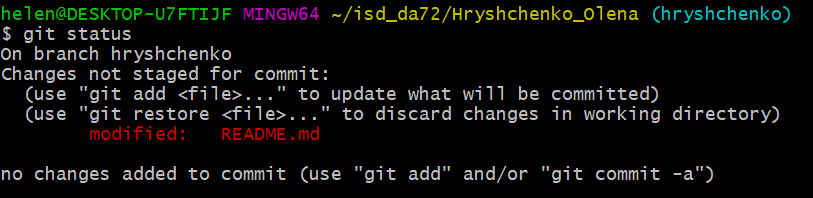 helen@DESKTOP-U7FTIJF MINGW64 ~/isd_da72/Hryshchenko_Olena (hryshchenko)
$ git status
On branch hryshchenko
Changes not staged for commit:
  (use "git add <file>..." to update what will be committed)
  (use "git restore <file>..." to discard changes in working directory)
        modified:   README.md

no changes added to commit (use "git add" and/or "git commit -a")